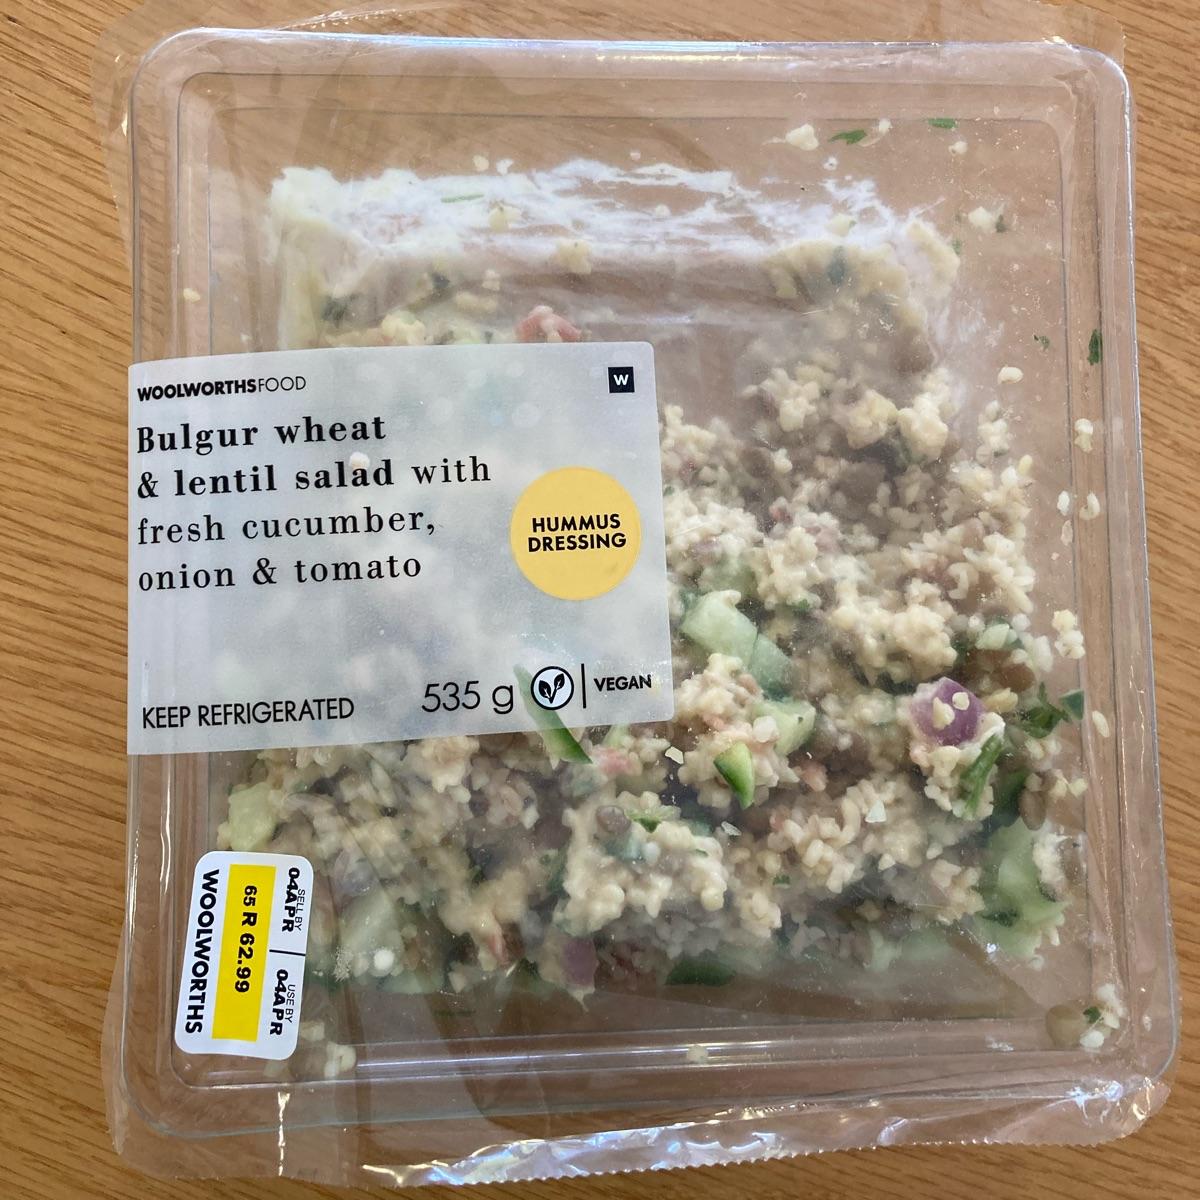 WOOLWORTHSFOOD
W
Bulgur wheat
& lentil salad with
fresh cucumber,
onion & tomato
HUMMUS
DRESSING
KEEP REFRIGERATED
535 g
VEGAN
SELL BY
04APR
USE BY
04APR
65 R 62.99
WOOLWORTHS